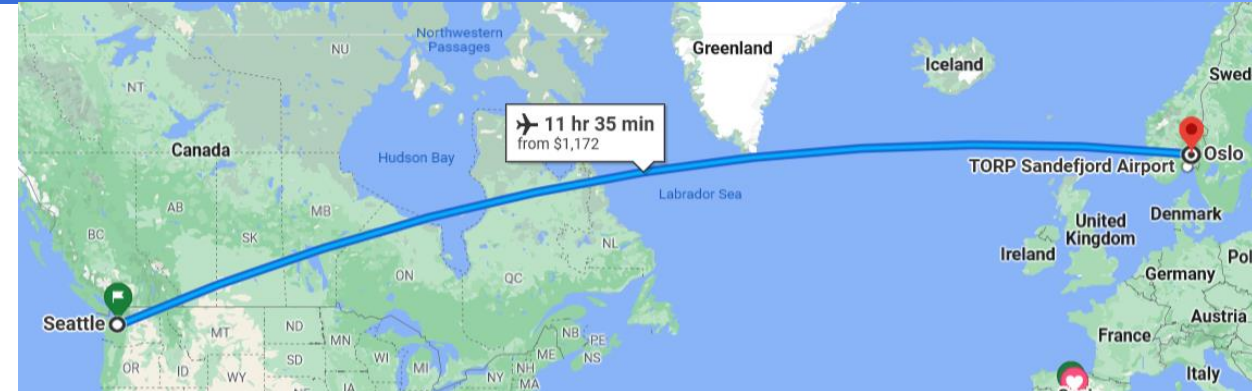 Northwestern
Passages
NU
Greenland
Iceland
Swed
NT
11 hr 35 min
from $1,172
Canada
Hudson Bay
Oslo
TORP Sandefjord Airport
Labrador Sea
AB
MB
BC
SK
NL
United
Kingdom
Denmark
Ireland
Pol
Germany
ON
QC
Seattle
MT
ND
MN
NB
PE
Austria
France
OR
ID
WY
SD
WI
MI
NY
ME
NH
NS
MA
IA
Italy